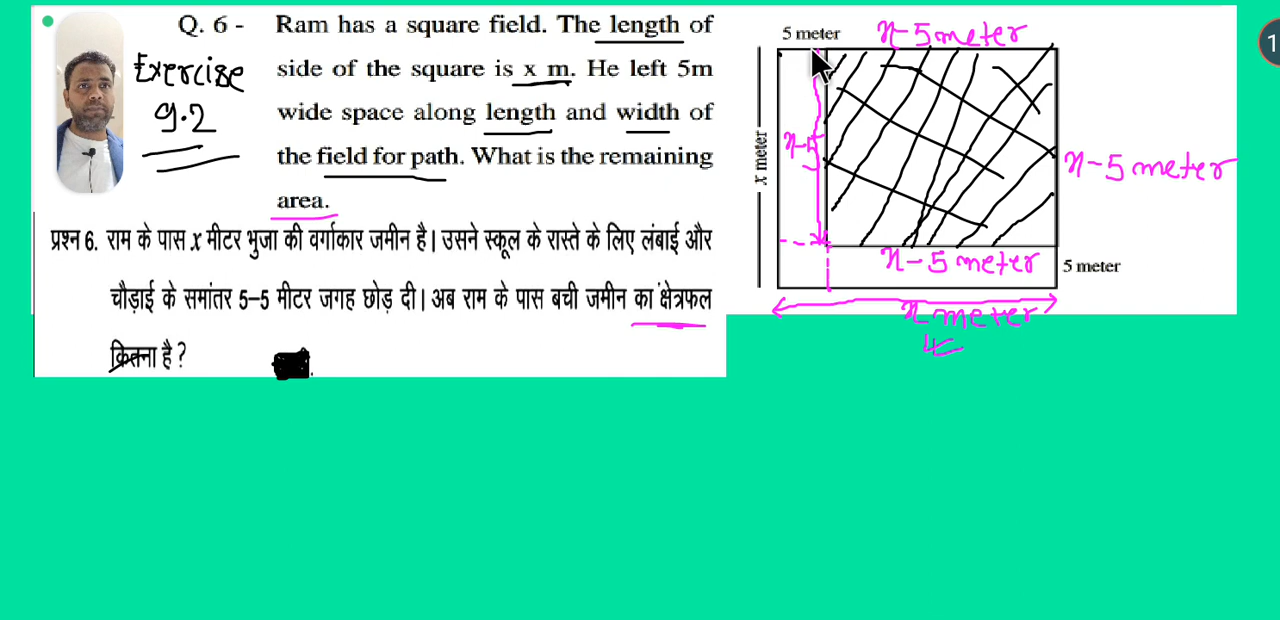 Q. 6 - Ram has a square field. The length of
side of the square is x m. He left 5m
wide space along length and width of
the field for path. What is the remaining
area.
Exercise
9.2
प्रश्न 6. राम के पास x मीटर भुजा की वर्गाकार जमीन है। उसने स्कूल के रास्ते के लिए लंबाई और
चौड़ाई के समांतर 5–5 मीटर जगह छोड़ दी। अब राम के पास बची जमीन का क्षेत्रफल
कितना है?
5 meter
x-5 meter
x meter
x-5
x-5 meter
x-5 meter
5 meter
x meter
1